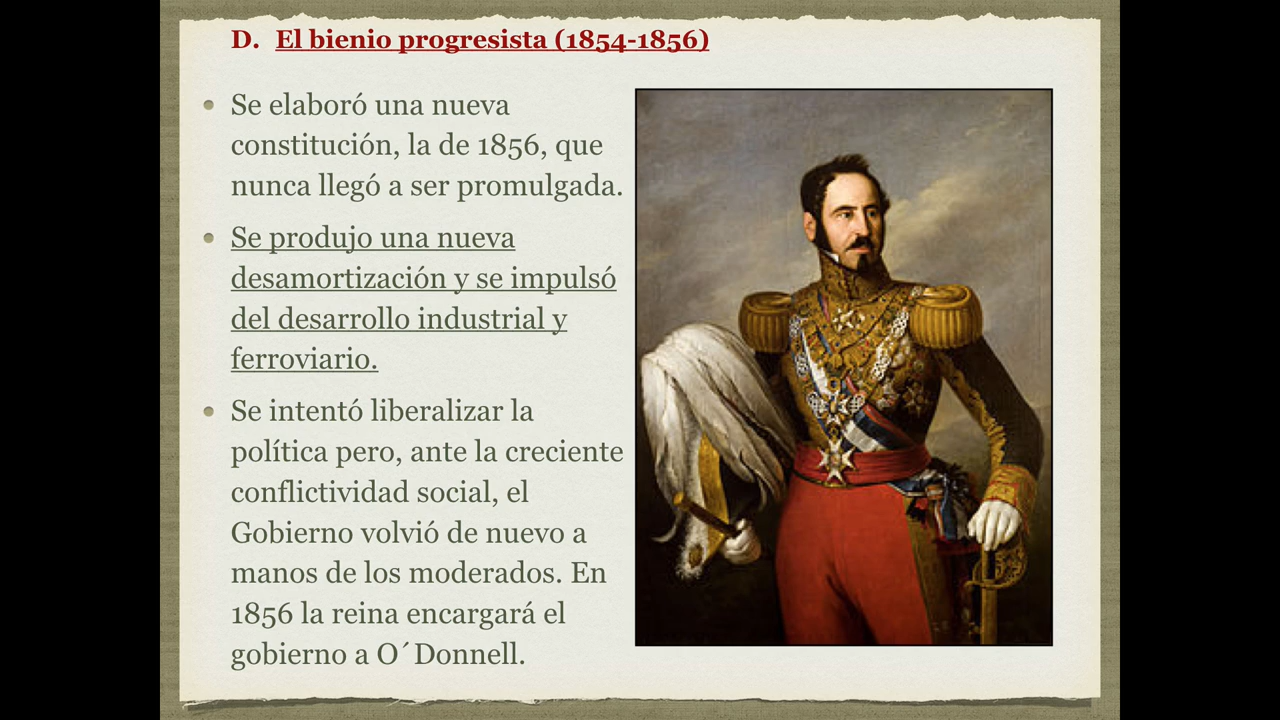 D. El bienio progresista (1854-1856)
• Se elaboró una nueva
constitución, la de 1856, que
nunca llegó a ser promulgada.
• Se produjo una nueva
desamortización y se impulsó
del desarrollo industrial y
ferroviario.
• Se intentó liberalizar la
política pero, ante la creciente
conflictividad social, el
Gobierno volvió de nuevo a
manos de los moderados. En
1856 la reina encargará el
gobierno a O´Donnell.